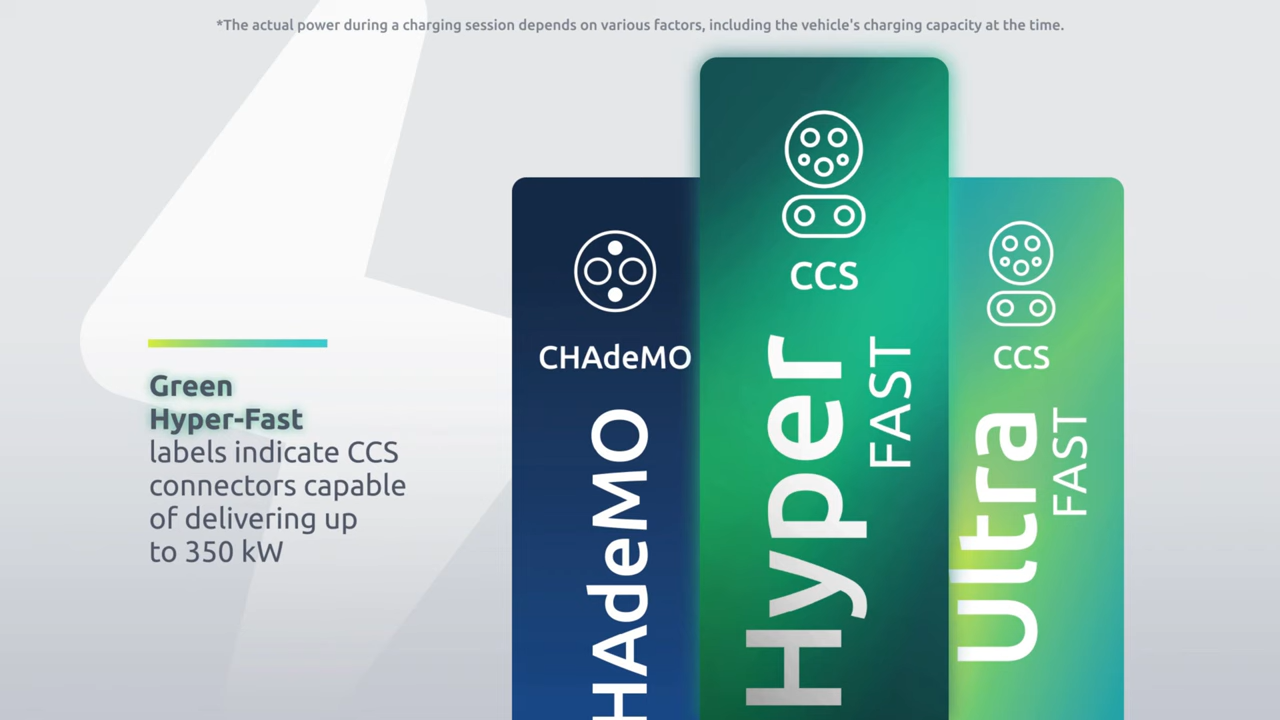 *The actual power during a charging session depends on various factors, including the vehicle's charging capacity at the time.
Green
Hyper-Fast
labels indicate CCS
connectors capable
of delivering up
to 350 kW
CHAdeMO
HAdeMO
CCS
Hyper
FAST
CCS
Ultra
FAST